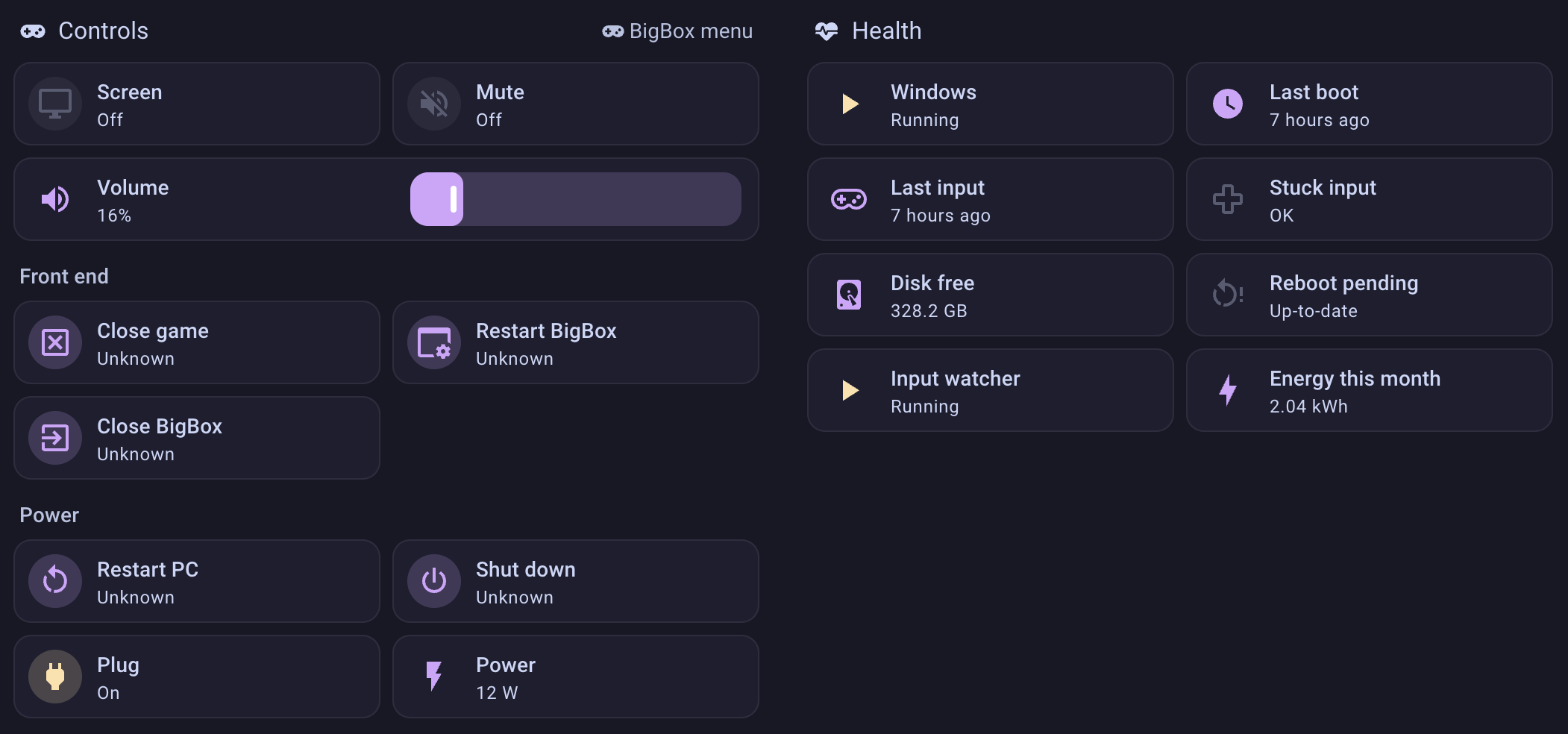 Controls
BigBox menu
Screen
Off
Mute
Off
Volume
16%
Front end
Close game
Unknown
Restart BigBox
Unknown
Close BigBox
Unknown
Power
Restart PC
Unknown
Shut down
Unknown
Plug
On
Power
12 W
Health
Windows
Running
Last boot
7 hours ago
Last input
7 hours ago
Stuck input
OK
Disk free
328.2 GB
Reboot pending
Up-to-date
Input watcher
Running
Energy this month
2.04 kWh